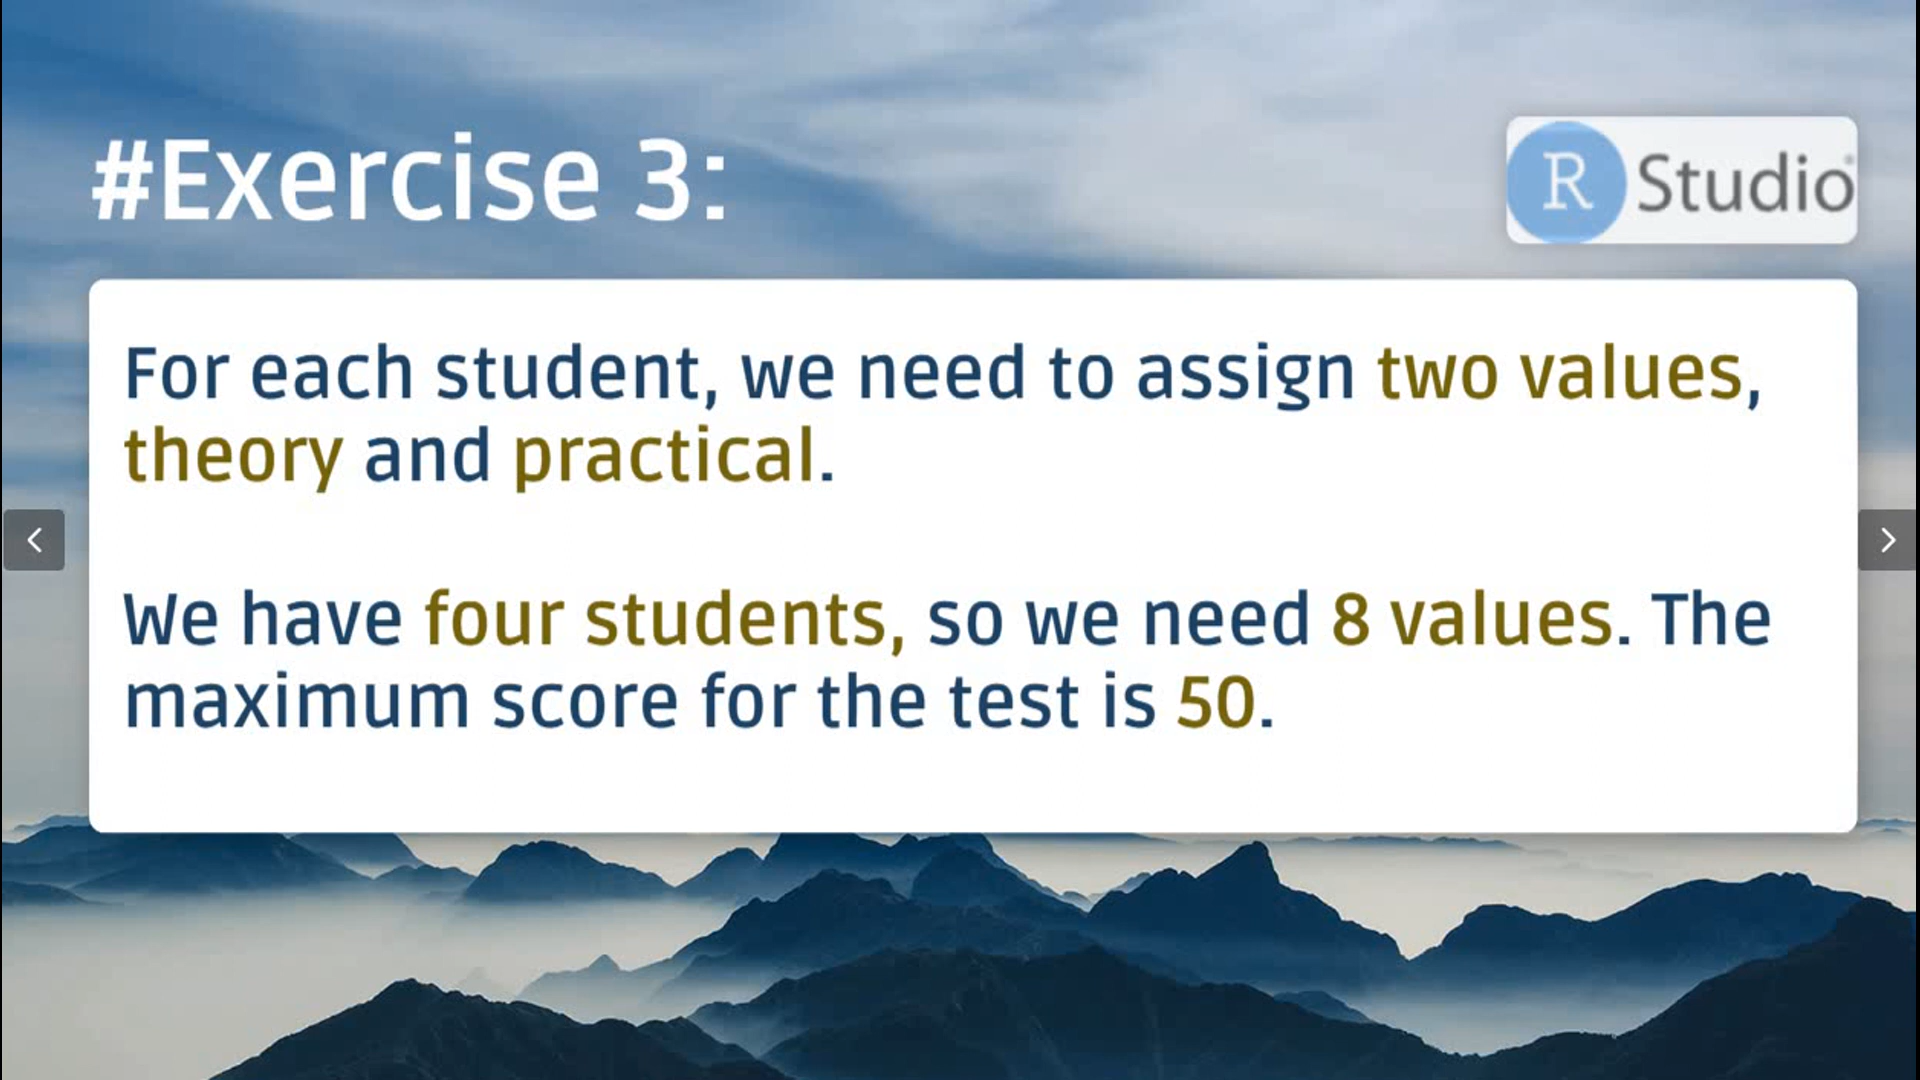 #Exercise 3:
R Studio
For each student, we need to assign two values,
theory and practical.
We have four students, so we need 8 values. The
maximum score for the test is 50.